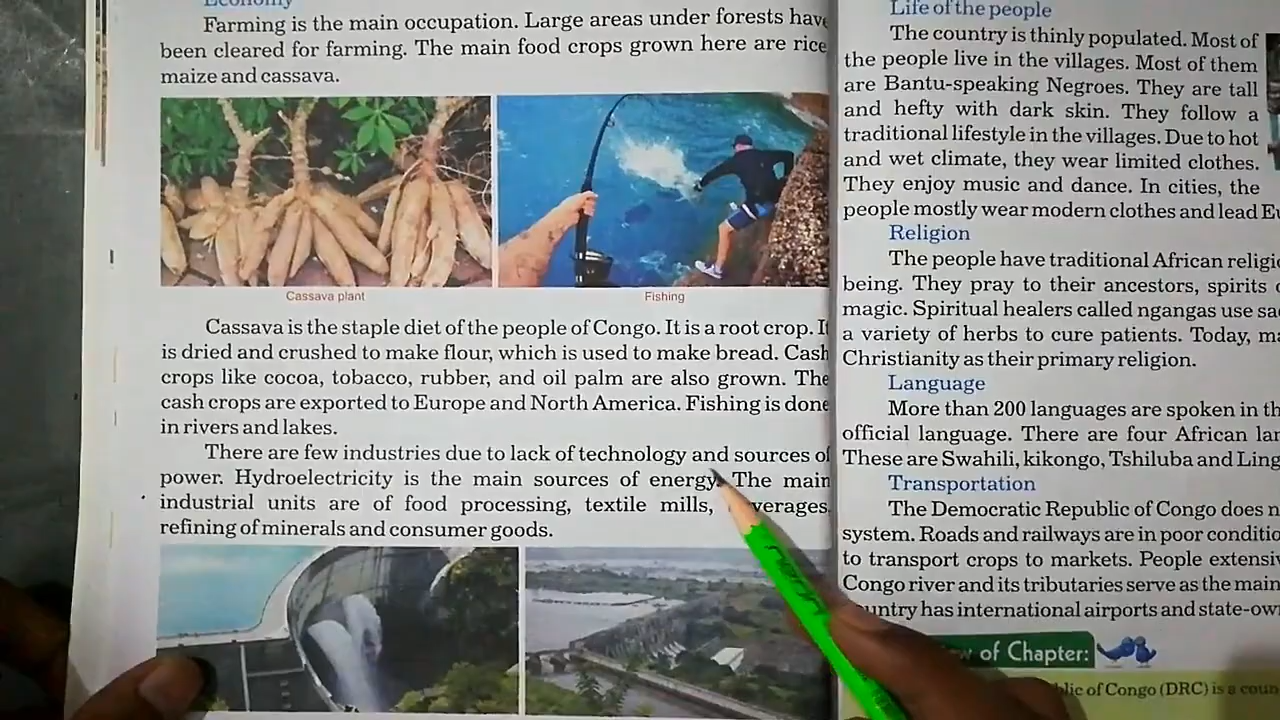 Economy
Farming is the main occupation. Large areas under forests have
been cleared for farming. The main food crops grown here are rice
maize and cassava.
Cassava plant
Fishing
Cassava is the staple diet of the people of Congo. It is a root crop. It
is dried and crushed to make flour, which is used to make bread. Cash
crops like cocoa, tobacco, rubber, and oil palm are also grown. The
cash crops are exported to Europe and North America. Fishing is done
in rivers and lakes.
There are few industries due to lack of technology and sources of
power. Hydroelectricity is the main sources of energy. The main
industrial units are of food processing, textile mills, verages,
refining of minerals and consumer goods.
Life of the people
The country is thinly populated. Most of
the people live in the villages. Most of them
are Bantu-speaking Negroes. They are tall
and hefty with dark skin. They follow a
traditional lifestyle in the villages. Due to hot
and wet climate, they wear limited clothes.
They enjoy music and dance. In cities, the
people mostly wear modern clothes and lead
Religion
The people have traditional African
being. They pray to their ancestors, spirits
magic. Spiritual healers called ngangas use
a variety of herbs to cure patients. Today,
Christianity as their primary religion.
Language
More than 200 languages are spoken in
official language. There are four African
These are Swahili, kikongo, Tshiluba and
Transportation
The Democratic Republic of Congo does
system. Roads and railways are in poor
to transport crops to markets. People
Congo river and its tributaries serve as the main
untry has international airports and
of Chapter:
blic of Congo (DRC) is a